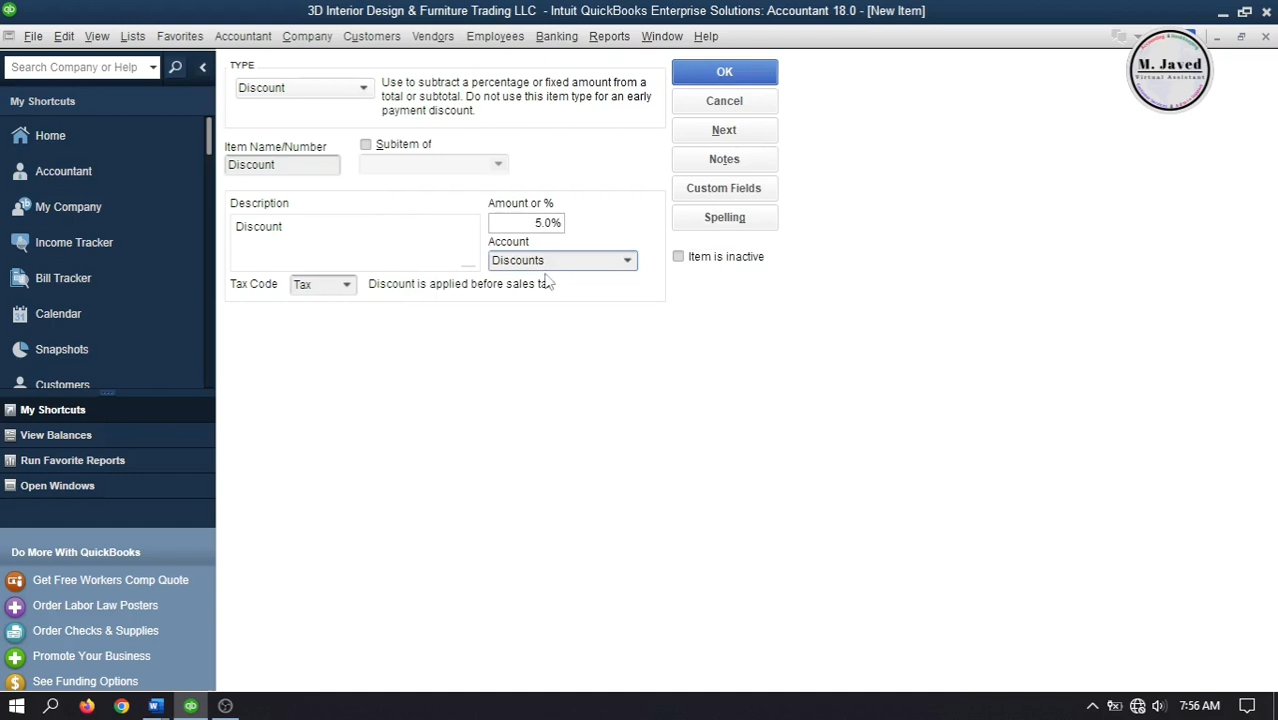 3D Interior Design & Furniture Trading LLC - Intuit QuickBooks Enterprise Solutions: Accountant 18.0 - [New Item]
File Edit View Lists Favorites Accountant Company Customers Vendors Employees Banking Reports Window Help
Search Company or Help
My Shortcuts
Home
Accountant
My Company
Income Tracker
Bill Tracker
Calendar
Snapshots
Customers
My Shortcuts
View Balances
Run Favorite Reports
Open Windows
Do More With QuickBooks
Get Free Workers Comp Quote
Order Labor Law Posters
Order Checks & Supplies
Promote Your Business
See Funding Options
TYPE
Discount
Use to subtract a percentage or fixed amount from a
total or subtotal. Do not use this item type for an early
payment discount.
Item Name/Number
Discount
Subitem of
Description
Discount
Amount or %
5.0%
Account
Discounts
Tax Code
Tax
Discount is applied before sales ta
OK
Cancel
Next
Notes
Custom Fields
Spelling
Item is inactive
M. Javed
Virtual Assistant
7:56 AM